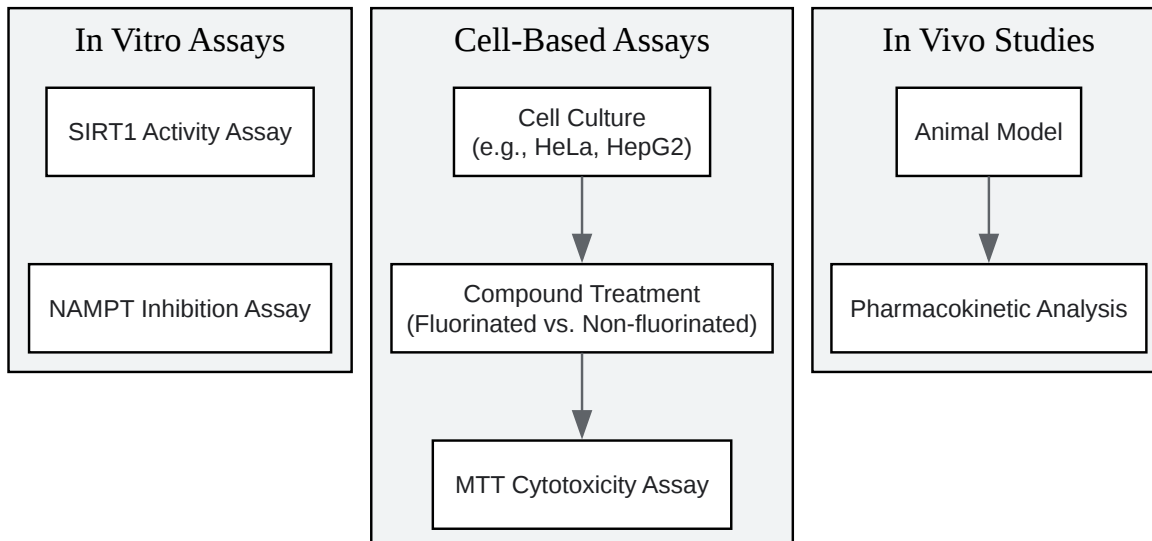 In Vitro Assays
SIRT1 Activity Assay
NAMPT Inhibition Assay
Cell-Based Assays
Cell Culture
(e.g., HeLa, HepG2)
Compound Treatment
(Fluorinated vs. Non-fluorinated)
MTT Cytotoxicity Assay
In Vivo Studies
Animal Model
Pharmacokinetic Analysis